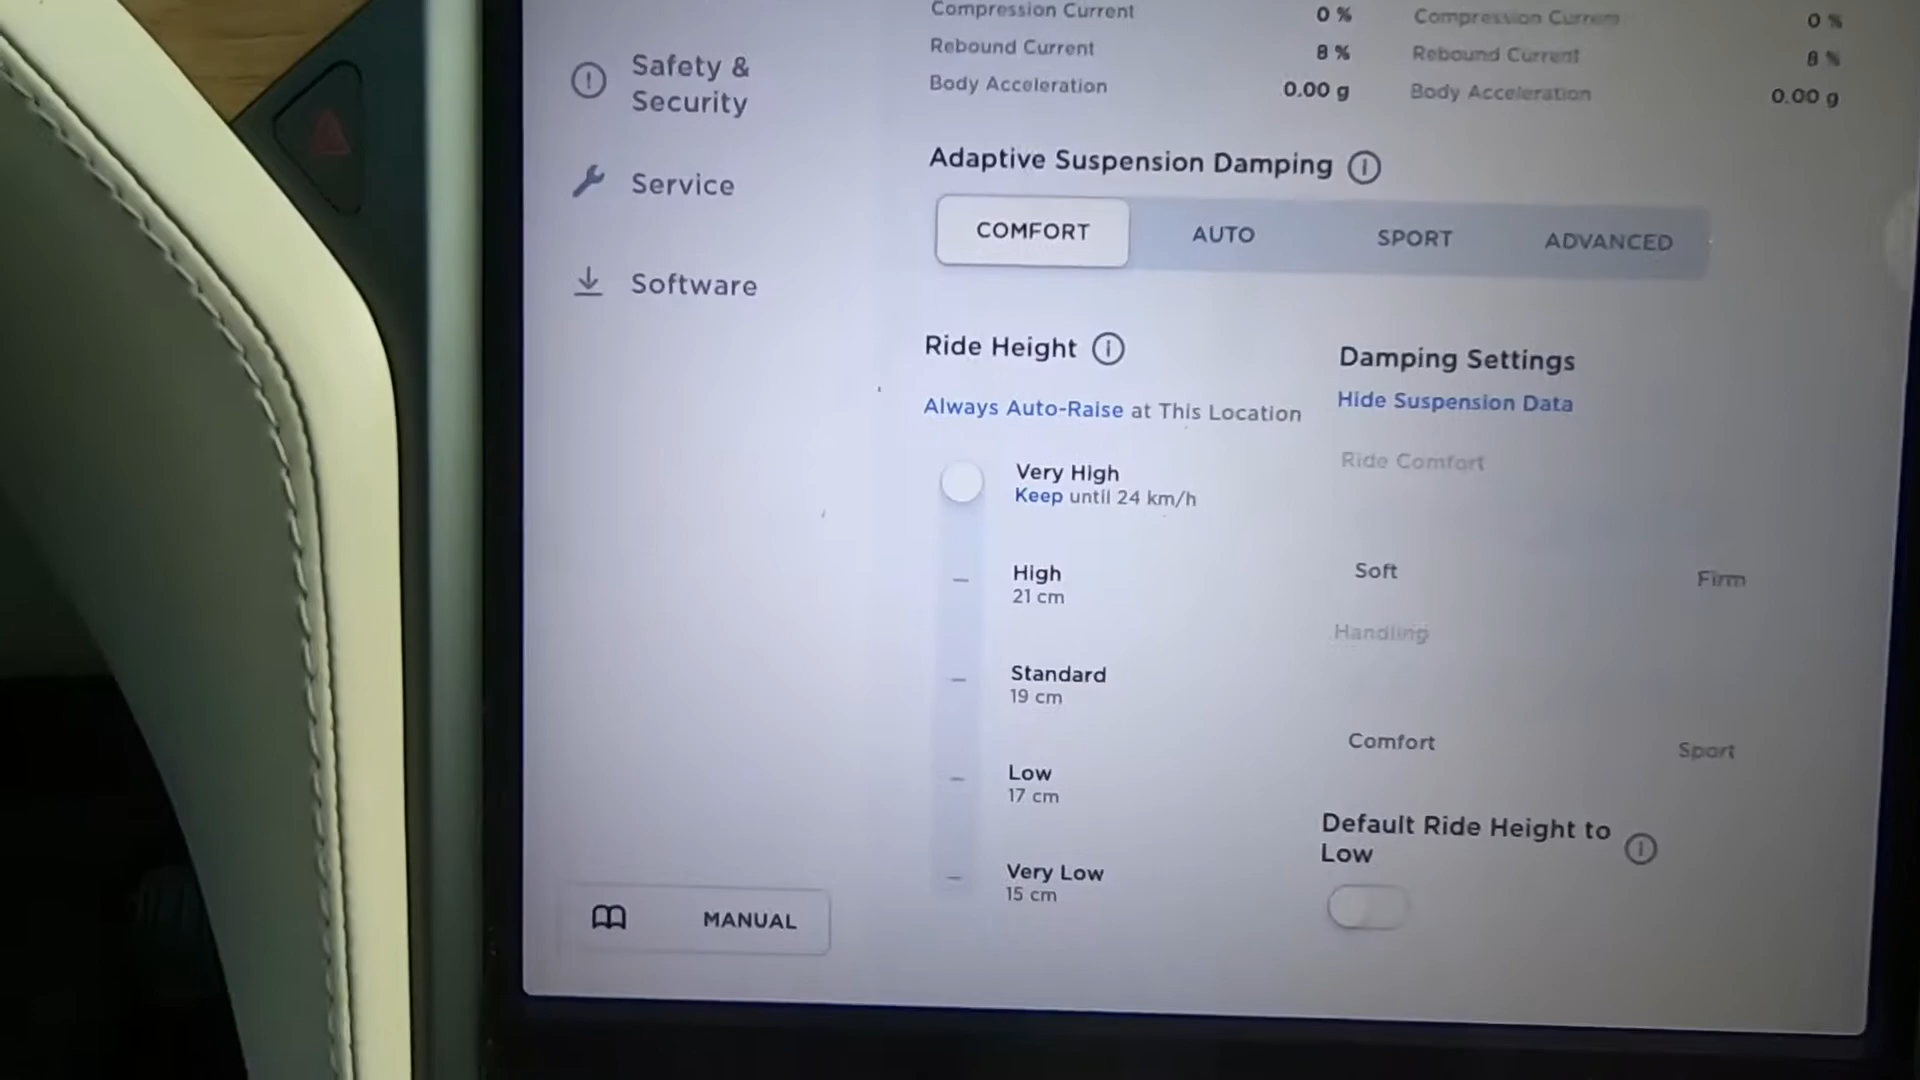 Safety &
Security
Service
Software
MANUAL
Compression Current 0 % Compression Current 0 %
Rebound Current 8 % Rebound Current 8 %
Body Acceleration 0.00 g Body Acceleration 0.00 g
Adaptive Suspension Damping
COMFORT AUTO SPORT ADVANCED
Ride Height
Always Auto-Raise at This Location
Very High
Keep until 24 km/h
High
21 cm
Standard
19 cm
Low
17 cm
Very Low
15 cm
Damping Settings
Hide Suspension Data
Ride Comfort
Soft Firm
Handling
Comfort Sport
Default Ride Height to
Low